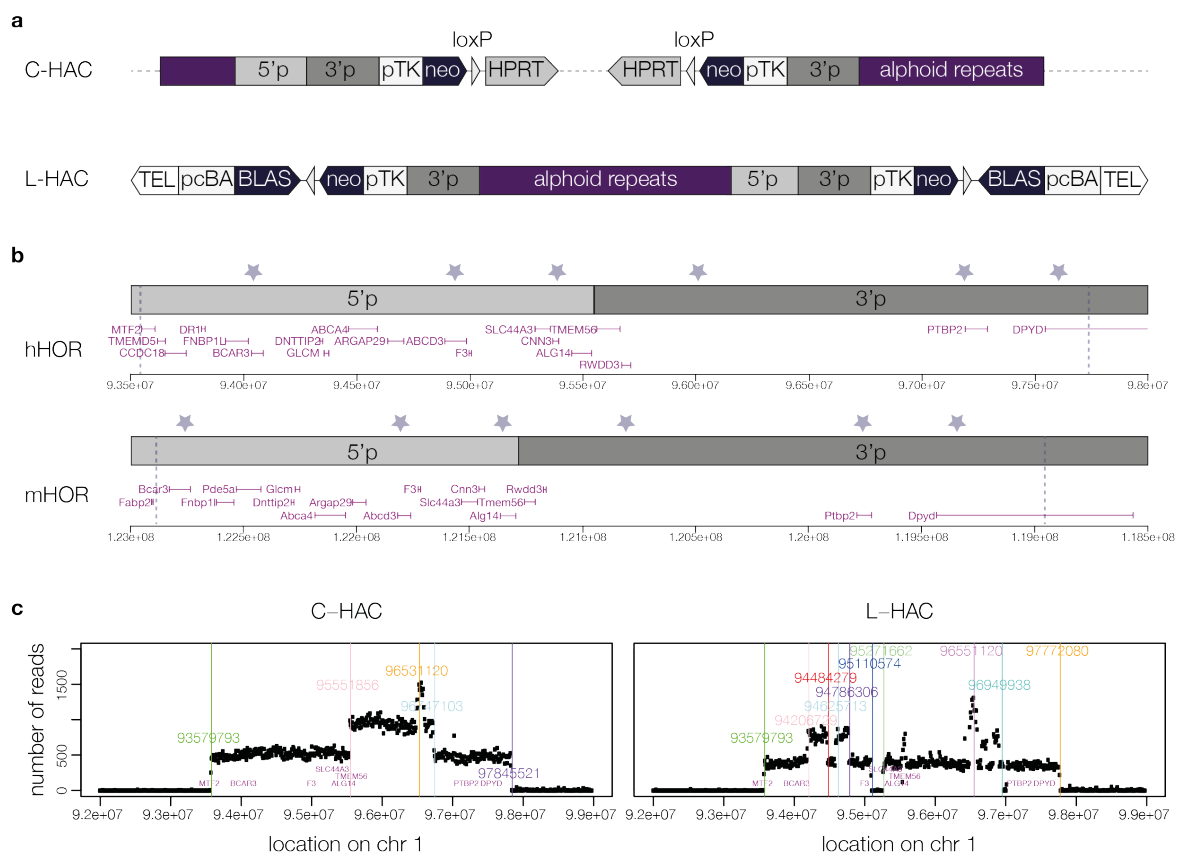 a
loxP loxP
C-HAC 5'p 3'p pTK neo HPRT HPRT neo pTK 3'p alphoid repeats
L-HAC TEL pcBA BLAS neo pTK 3'p alphoid repeats 5'p 3'p pTK neo BLAS pcBA TEL
b
5'p 3'p
MTF2 DR1 ABCA4 SLC44A3 TMEM56 PTBP2 DPYD
hHOR TMEMD5 FNBP1L DNTTIP2 ARGAP29 ABCD3 CNN3
CCDC18 BCAR3 GLCM F3 ALG14
RWDD3
9.35e+07 9.40e+07 9.45e+07 9.50e+07 9.55e+07 9.60e+07 9.65e+07 9.70e+07 9.75e+07 9.8e+07
5'p 3'p
Bcar3 Pde5a Glcm F3 Cnn3 Rwdd3
mHOR Fabp2 Fnbp1l Dnttip2 Argap29 Slc44a3 Tmem56
Abca4 Abcd3 Alg14 Ptbp2 Dpyd
1.23e+08 1.225e+08 1.22e+08 1.215e+08 1.21e+08 1.205e+08 1.2e+08 1.195e+08 1.19e+08 1.185e+08
c
C–HAC L–HAC
number of reads
1500
500
0
96531120
95551856
93579793
97845521
SLC44A3
TMEM56
MTF2 BCAR3 F3 ALG14 PTBP2 DPYD
9.2e+07 9.3e+07 9.4e+07 9.5e+07 9.6e+07 9.7e+07 9.8e+07 9.9e+07
location on chr 1
95271662 96551120 97772080
95110574
94484279
94786306 96949938
94625713
93579793
TMEM56
MTF2 BCAR3 F3 ALG14 PTBP2 DPYD
9.2e+07 9.3e+07 9.4e+07 9.5e+07 9.6e+07 9.7e+07 9.8e+07 9.9e+07
location on chr 1